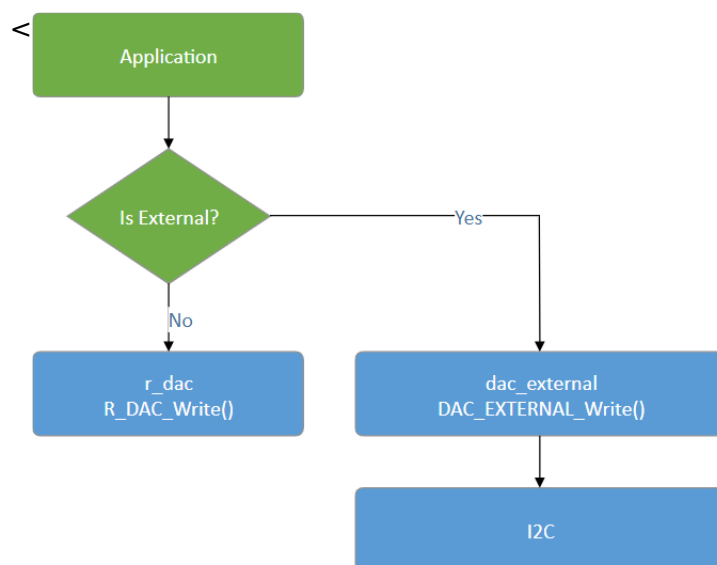 <
Application
Is External?
Yes
No
r_dac
R_DAC_Write()
dac_external
DAC_EXTERNAL_Write()
I2C